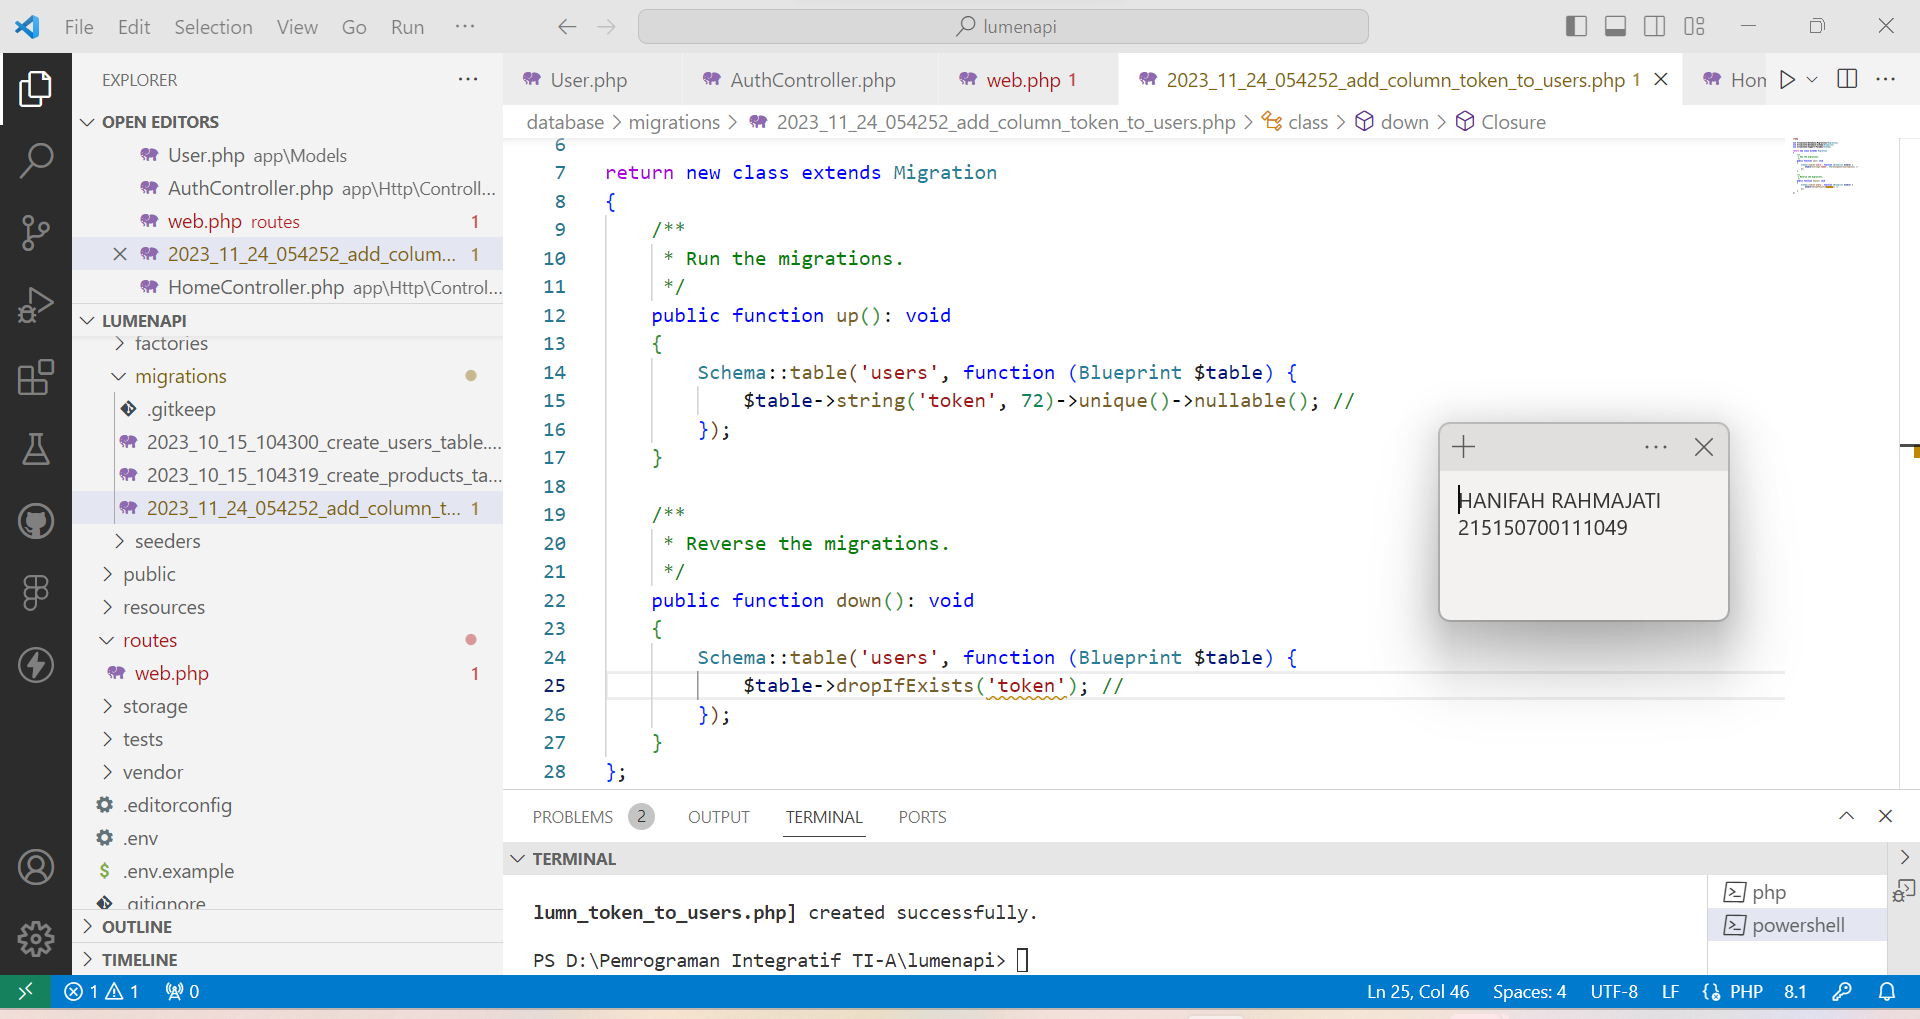 File Edit Selection View Go Run ···
lumenapi
EXPLORER
OPEN EDITORS
User.php app\Models
AuthController.php app\Http\Controll...
web.php routes 1
2023_11_24_054252_add_colum... 1
HomeController.php app\Http\Control...
LUMENAPI
factories
migrations
.gitkeep
2023_10_15_104300_create_users_table....
2023_10_15_104319_create_products_ta...
2023_11_24_054252_add_column_t... 1
seeders
public
resources
routes
web.php 1
storage
tests
vendor
.editorconfig
.env
.env.example
.gitignore
OUTLINE
TIMELINE
User.php AuthController.php web.php 1 2023_11_24_054252_add_column_token_to_users.php 1 Hom
database > migrations > 2023_11_24_054252_add_column_token_to_users.php > class > down > Closure
6
7 return new class extends Migration
8 {
9 /**
10 * Run the migrations.
11 */
12 public function up(): void
13 {
14 Schema::table('users', function (Blueprint $table) {
15 $table->string('token', 72)->unique()->nullable(); //
16 });
17 }
18
19 /**
20 * Reverse the migrations.
21 */
22 public function down(): void
23 {
24 Schema::table('users', function (Blueprint $table) {
25 $table->dropIfExists('token'); //
26 });
27 }
28 };
HANIFAH RAHMAJATI
215150700111049
PROBLEMS 2 OUTPUT TERMINAL PORTS
TERMINAL
lumn_token_to_users.php] created successfully.
PS D:\Pemrograman Integratif TI-A\lumenapi>
php
powershell
1 1 0 Ln 25, Col 46 Spaces: 4 UTF-8 LF PHP 8.1